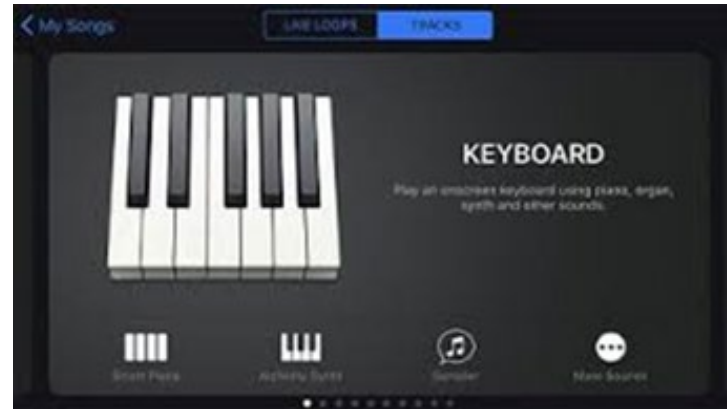 My Songs
LIVE LOOPS
TRACKS
KEYBOARD
Play an onscreen keyboard using piano, organ,
synth and other sounds.
Smart Piano
Alchemy Synth
Sampler
More Sounds